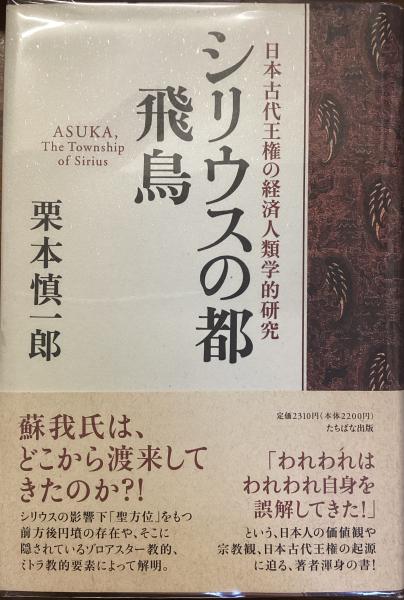 日本古代王権の経済人類学的研究
シリウスの都
飛鳥
ASUKA,
The Township
of Sirius
栗本慎一郎
定価2310円(本体2200円)
たちばな出版
「われわれは
われわれ自身を
誤解してきた!」
という、日本人の価値観や
宗教観、日本古代王権の起源
に迫る、著者渾身の書!
蘇我氏は、
どこから渡来して
きたのか?!
シリウスの影響下「聖方位」をもつ
前方後円墳の存在や、そこに
隠されているゾロアスター教的、
ミトラ教的要素によって解明。